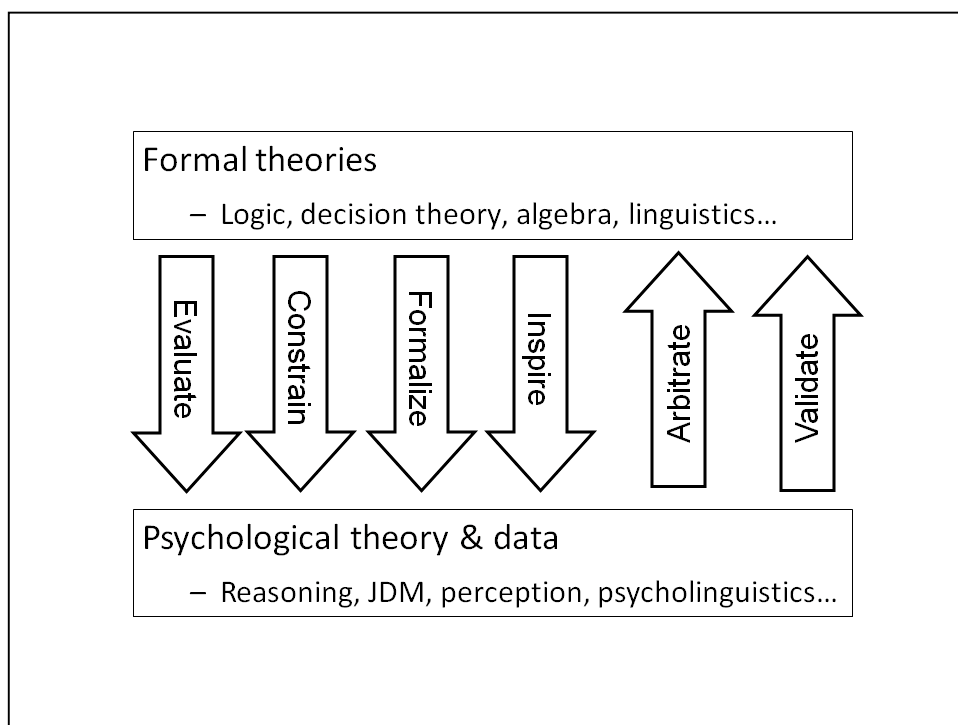 Formal theories
– Logic, decision theory, algebra, linguistics…
Evaluate
Constrain
Formalize
Inspire
Arbitrate
Validate
Psychological theory & data
– Reasoning, JDM, perception, psycholinguistics…